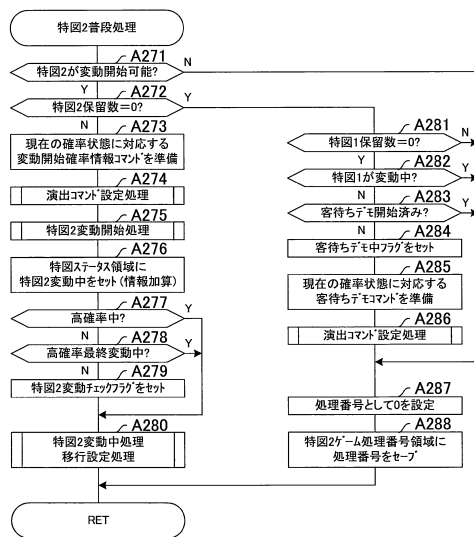 特図2普段処理
A271
特図2が変動開始可能?
N
Y
A272
特図2保留数=0?
Y
N
A273
現在の確率状態に対応する
変動開始確率情報コマンドを準備
A274
演出コマンド設定処理
A275
特図2変動開始処理
A276
特図ステータス領域に
特図2変動中をセット(情報加算)
A277
高確率中?
Y
N
A278
高確率最終変動中?
Y
N
A279
特図2変動チェックフラグをセット
A280
特図2変動中処理
移行設定処理
RET
A281
特図1保留数=0?
N
Y
A282
特図1が変動中?
Y
N
A283
客待ちデモ開始済み?
Y
N
A284
客待ちデモ中フラグをセット
A285
現在の確率状態に対応する
客待ちデモコマンドを準備
A286
演出コマンド設定処理
A287
処理番号として0を設定
A288
特図2ゲーム処理番号領域に
処理番号をセーブ